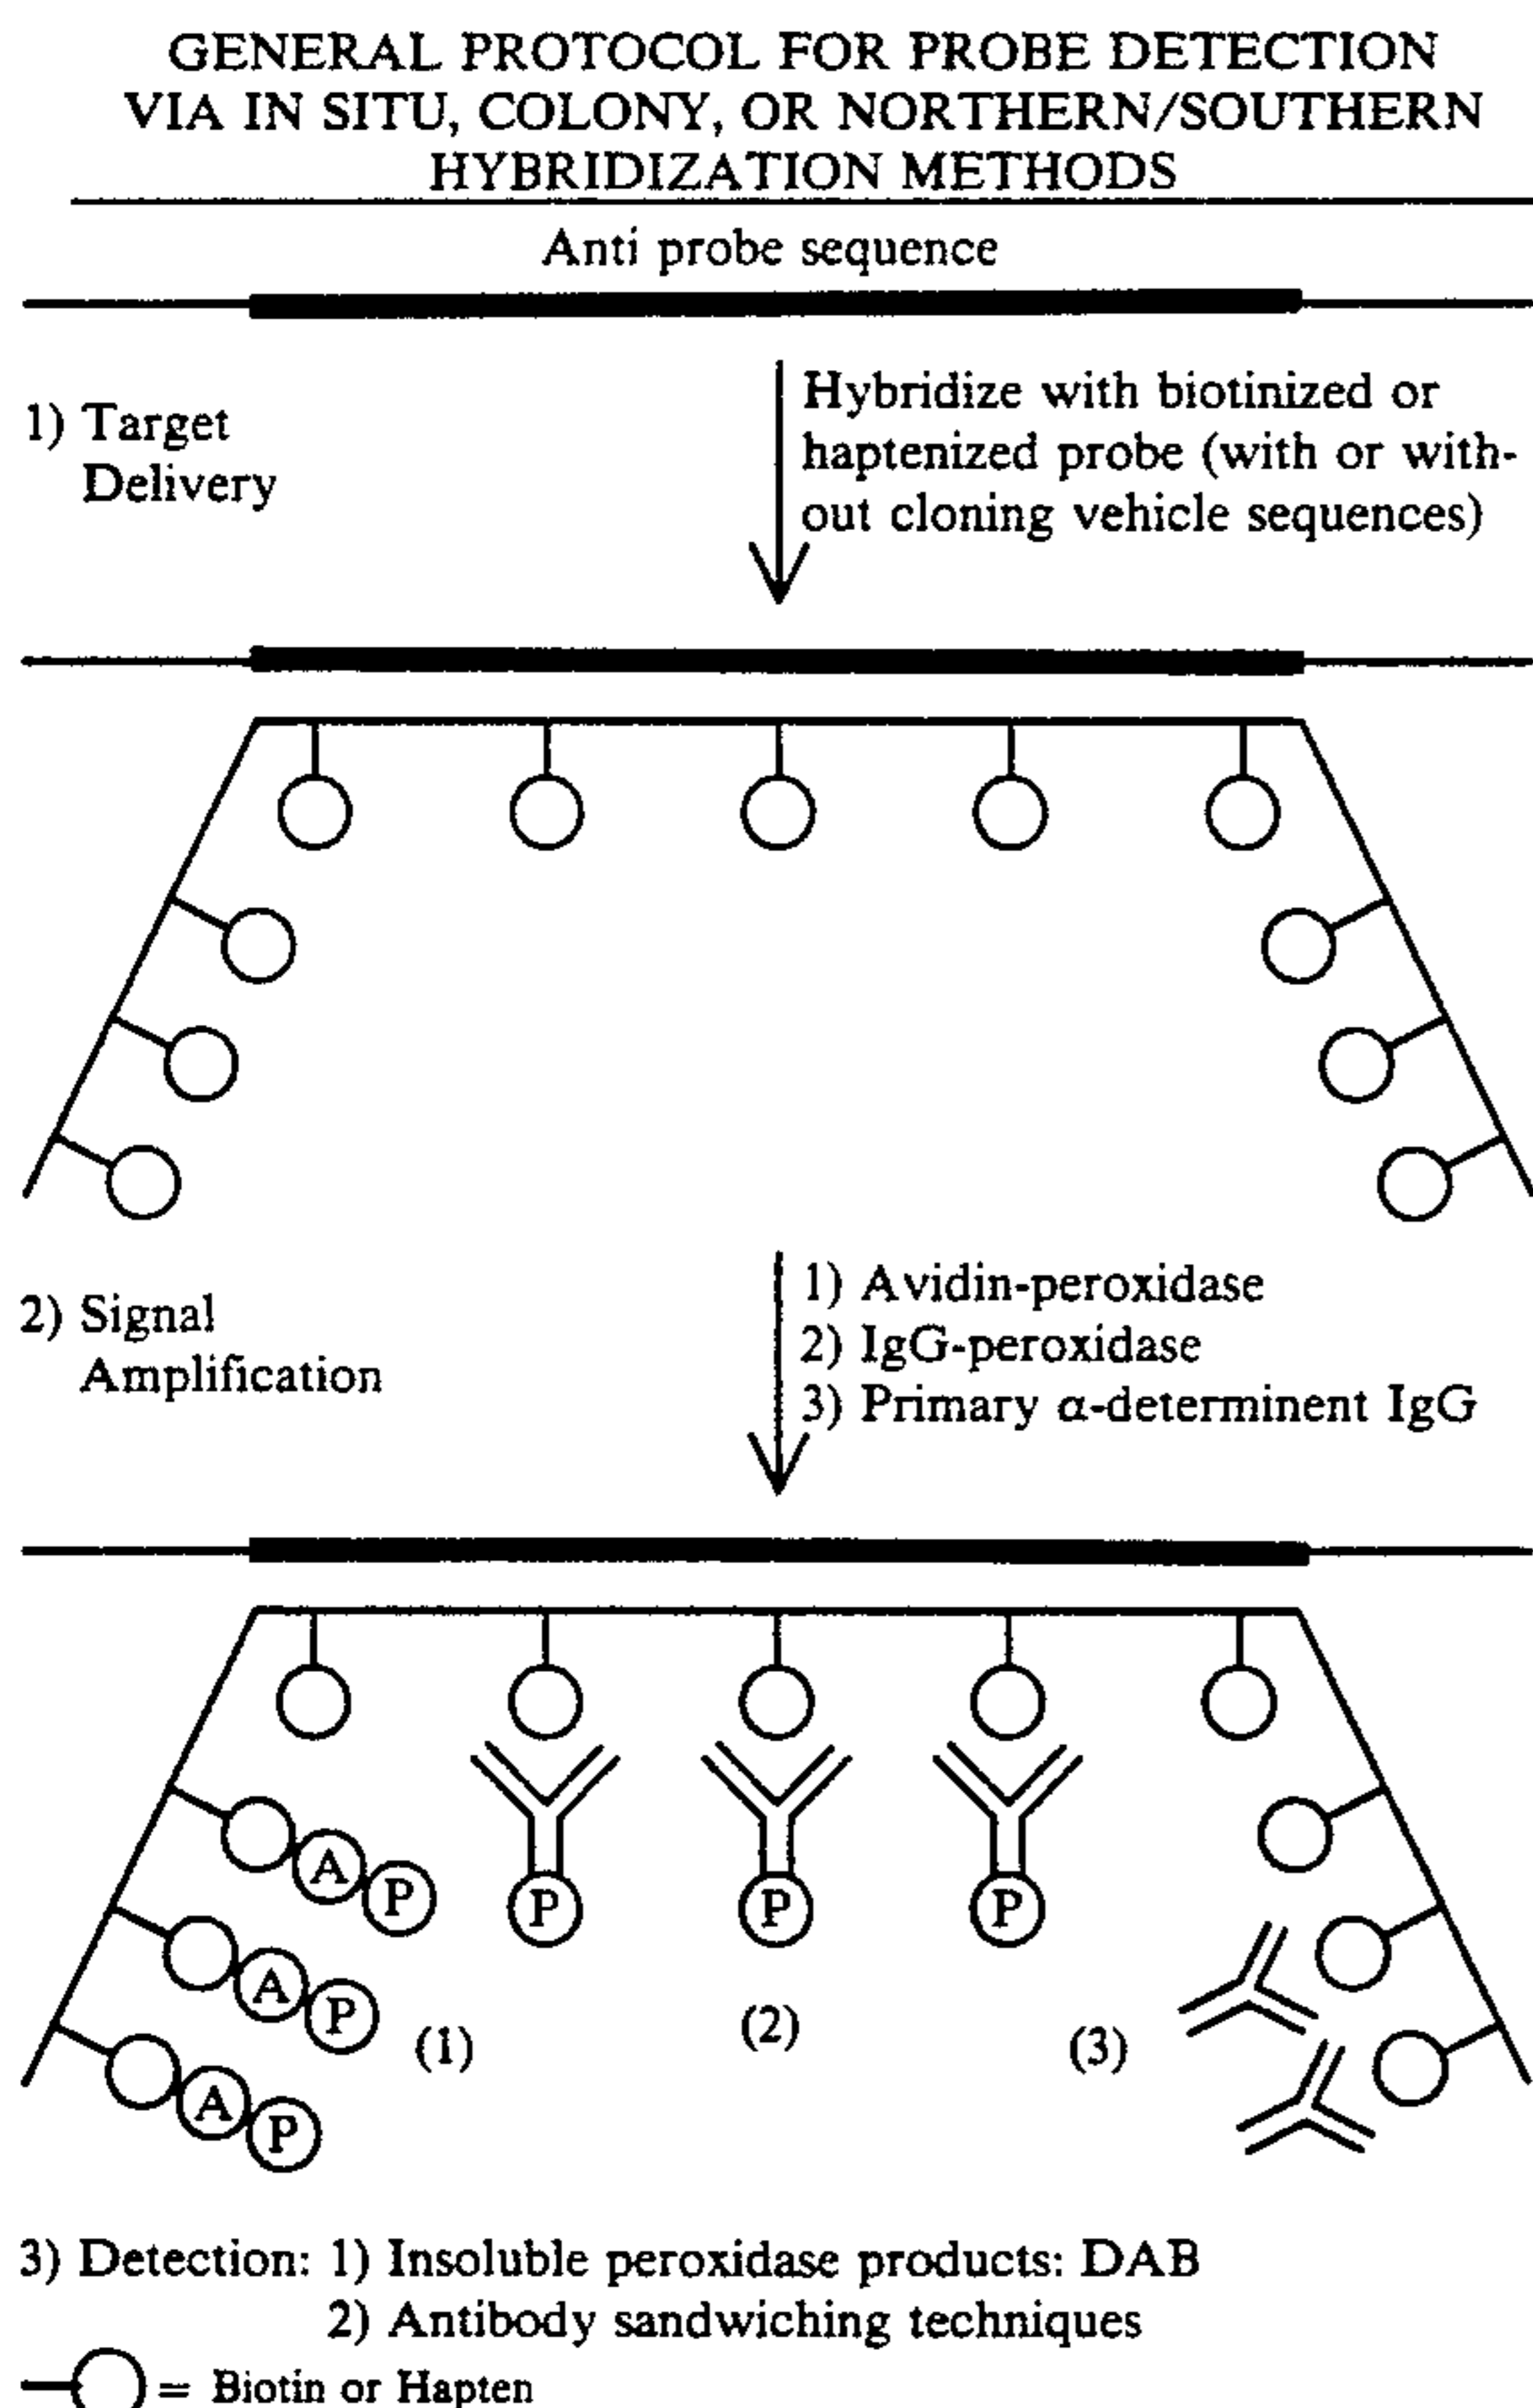 GENERAL PROTOCOL FOR PROBE DETECTION
VIA IN SITU, COLONY, OR NORTHERN/SOUTHERN
HYBRIDIZATION METHODS
Anti probe sequence
1) Target
Delivery
Hybridize with biotinized or
haptenized probe (with or with-
out cloning vehicle sequences)
2) Signal
Amplification
1) Avidin-peroxidase
2) IgG-peroxidase
3) Primary α-determinent IgG
A P
P P P
A P
A P
(1) (2) (3)
3) Detection: 1) Insoluble peroxidase products: DAB
2) Antibody sandwiching techniques
= Biotin or Hapten